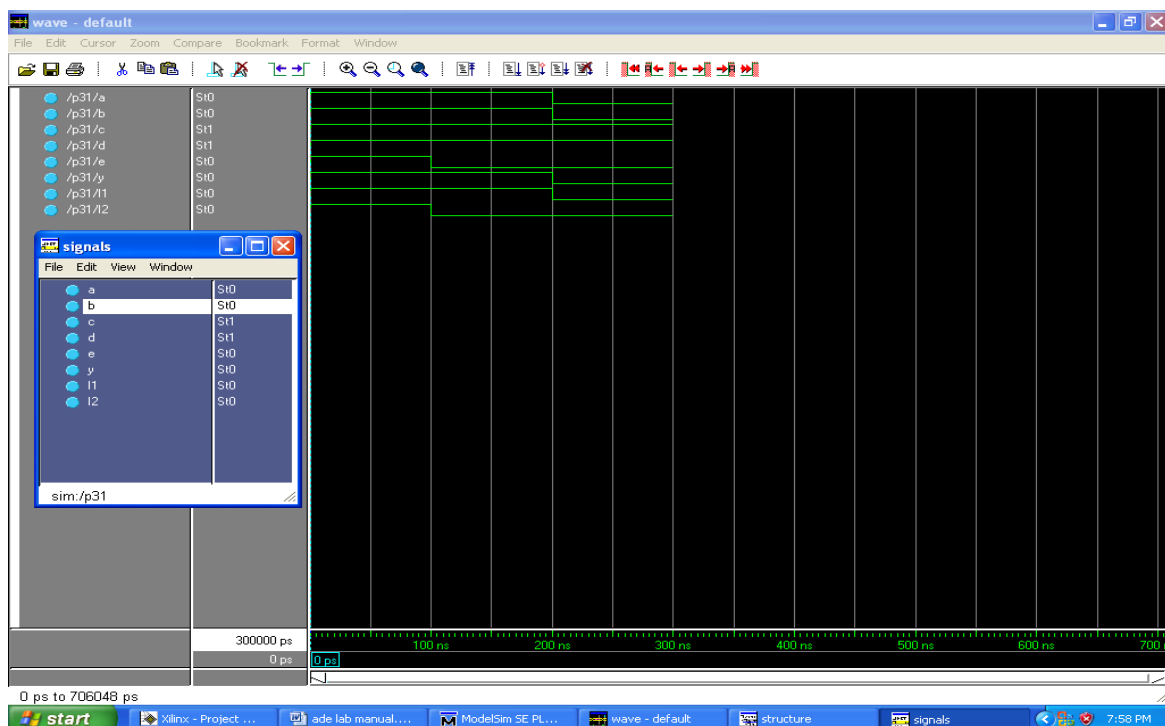 wave - default
File Edit Cursor Zoom Compare Bookmark Format Window
/p31/a St0
/p31/b St0
/p31/c St1
/p31/d St1
/p31/e St0
/p31/y St0
/p31/l1 St0
/p31/l2 St0
signals
File Edit View Window
a St0
b St0
c St1
d St1
e St0
y St0
l1 St0
l2 St0
sim:/p31
300000 ps
100 ns 200 ns 300 ns 400 ns 500 ns 600 ns 700
0 ps 0 ps
0 ps to 706048 ps
start Xilinx - Project ... ade lab manual.... ModelSim SE PL... wave - default structure signals 7:58 PM